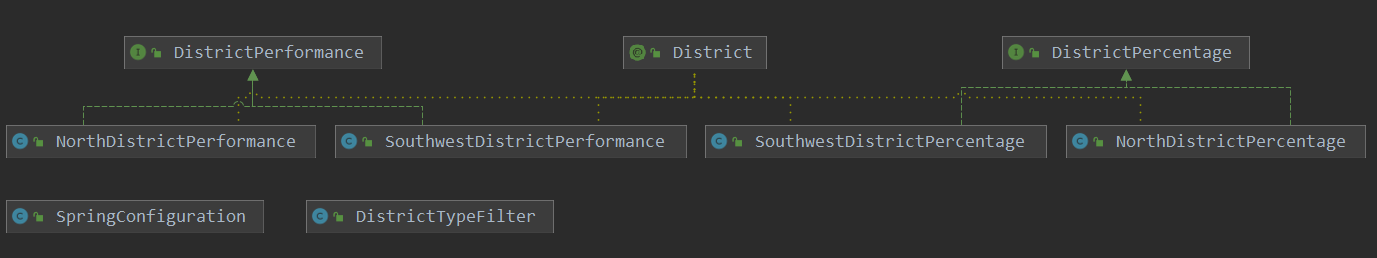 DistrictPerformance District DistrictPercentage
NorthDistrictPerformance SouthwestDistrictPerformance SouthwestDistrictPercentage NorthDistrictPercentage
SpringConfiguration DistrictTypeFilter